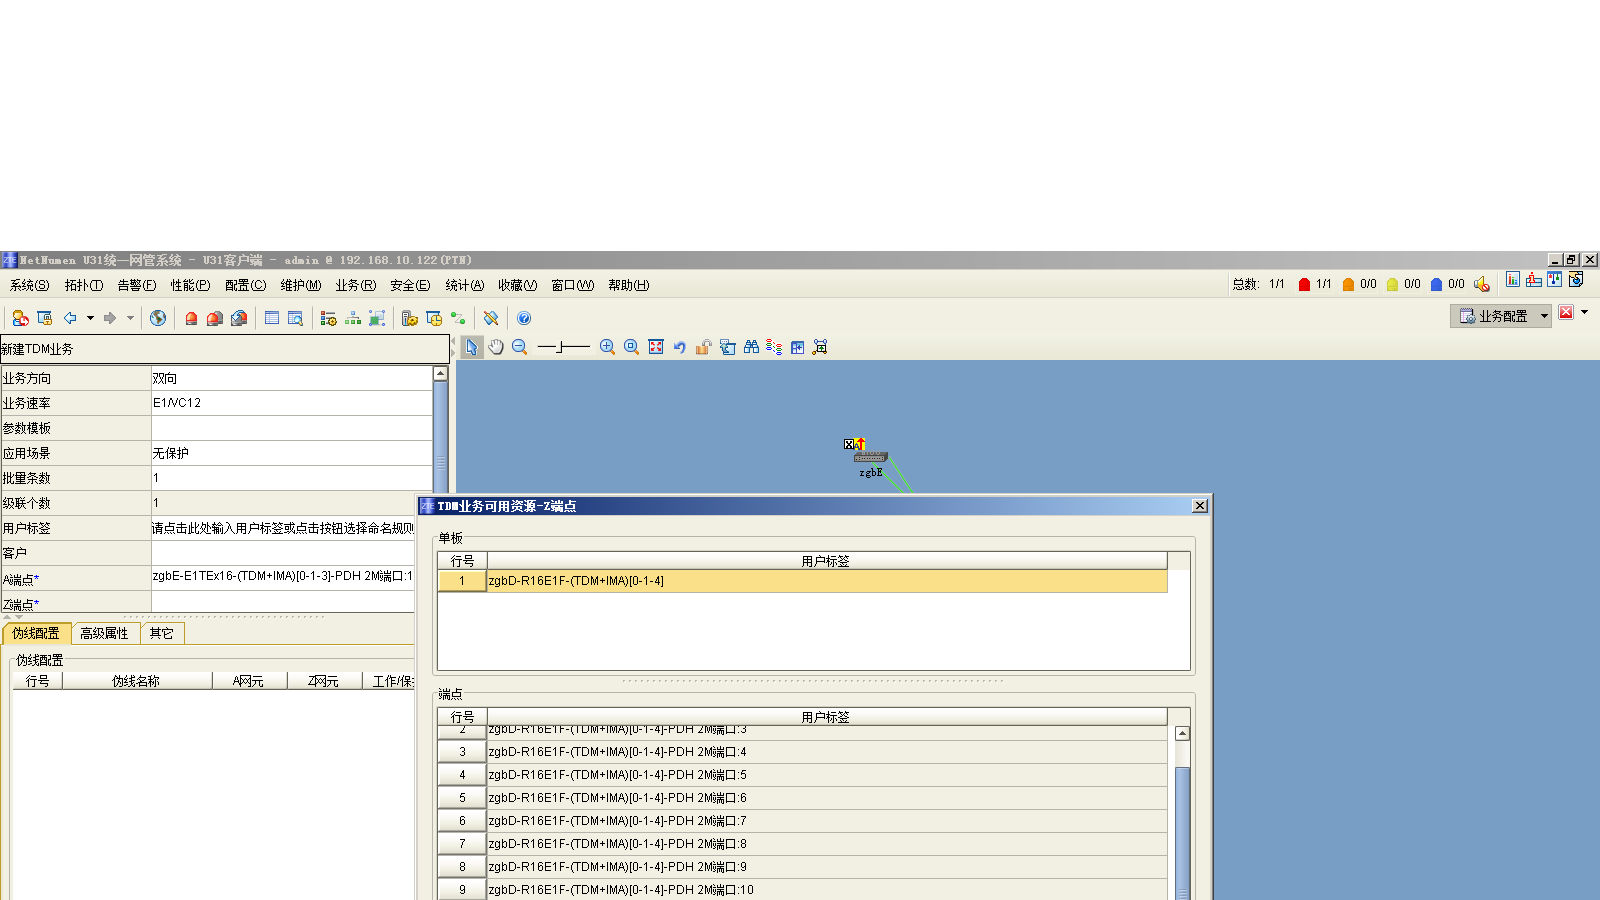 ZTE NetNumen U31统一网管系统 - U31客户端 - admin @ 192.168.10.122(PTN)
系统(S) 拓扑(T) 告警(F) 性能(P) 配置(C) 维护(M) 业务(R) 安全(E) 统计(A) 收藏(V) 窗口(W) 帮助(H) 总数: 1/1 1/1 0/0 0/0 0/0
业务配置
新建TDM业务
业务方向 双向
业务速率 E1/VC12
参数模板
应用场景 无保护
批量条数 1
级联个数 1
用户标签 请点击此处输入用户标签或点击按钮选择命名规则
客户
A端点* zgbE-E1TEx16-(TDM+IMA)[0-1-3]-PDH 2M端口:1
Z端点*
伪线配置 高级属性 其它
伪线配置
行号 伪线名称 A网元 Z网元 工作/保
A
zgbE
ZTE TDM业务可用资源-Z端点
单板
行号 用户标签
1 zgbD-R16E1F-(TDM+IMA)[0-1-4]
端点
行号 用户标签
2 zgbD-R16E1F-(TDM+IMA)[0-1-4]-PDH 2M端口:3
3 zgbD-R16E1F-(TDM+IMA)[0-1-4]-PDH 2M端口:4
4 zgbD-R16E1F-(TDM+IMA)[0-1-4]-PDH 2M端口:5
5 zgbD-R16E1F-(TDM+IMA)[0-1-4]-PDH 2M端口:6
6 zgbD-R16E1F-(TDM+IMA)[0-1-4]-PDH 2M端口:7
7 zgbD-R16E1F-(TDM+IMA)[0-1-4]-PDH 2M端口:8
8 zgbD-R16E1F-(TDM+IMA)[0-1-4]-PDH 2M端口:9
9 zgbD-R16E1F-(TDM+IMA)[0-1-4]-PDH 2M端口:10